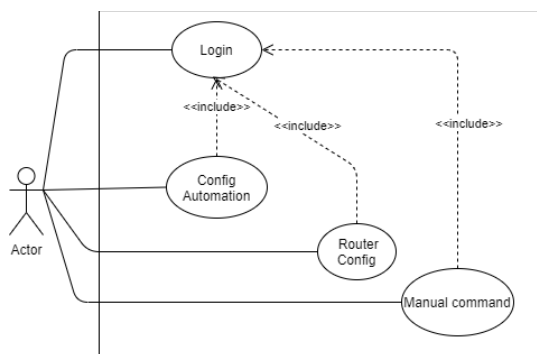 Login
<<include>>
<<include>>
<<include>>
Config
Automation
Actor
Router
Config
Manual command